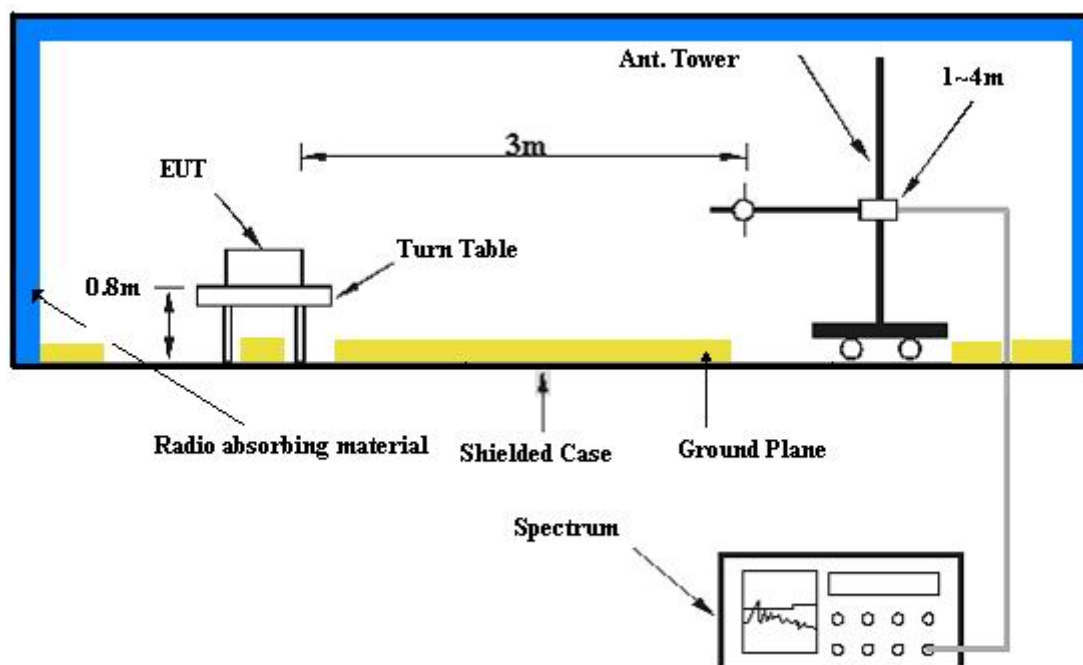 Ant. Tower
1~4m
3m
EUT
Turn Table
0.8m
Radio absorbing material
Shielded Case
Ground Plane
Spectrum